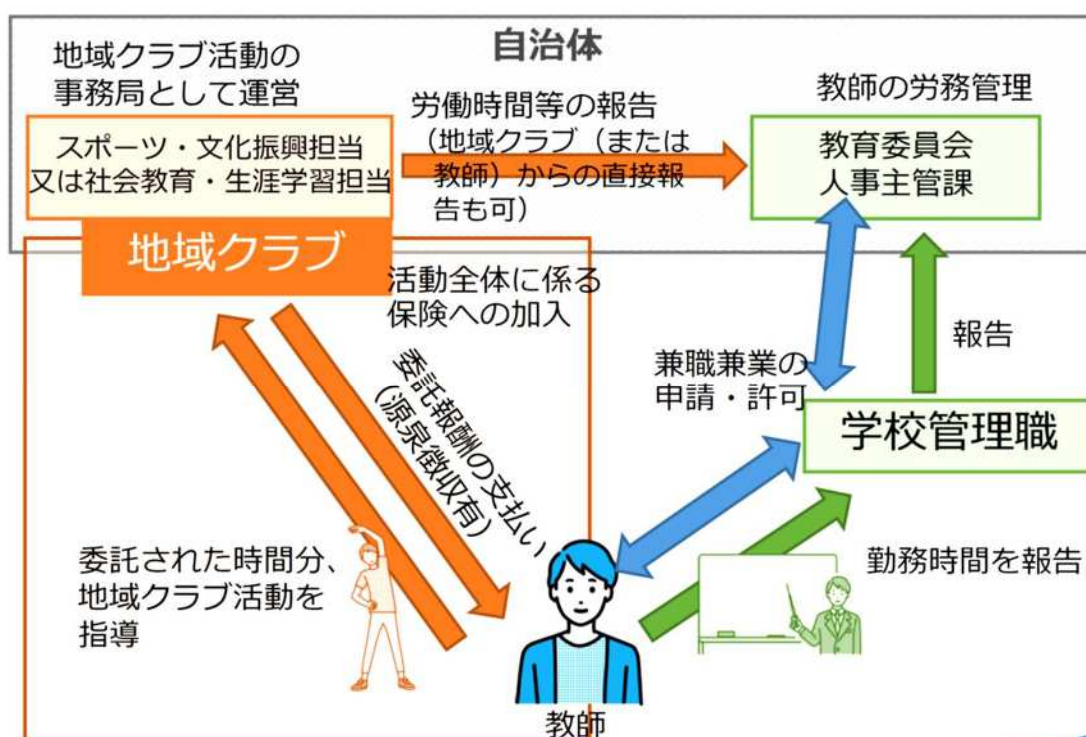 自治体
地域クラブ活動の
事務局として運営
スポーツ・文化振興担当
又は社会教育・生涯学習担当
労働時間等の報告
（地域クラブ（または
教師）からの直接報
告も可）
教師の労務管理
教育委員会
人事主管課
地域クラブ
活動全体に係る
保険への加入
委託報酬の支払い
（源泉徴収有）
兼職兼業の
申請・許可
報告
学校管理職
委託された時間分、
地域クラブ活動を
指導
勤務時間を報告
教師